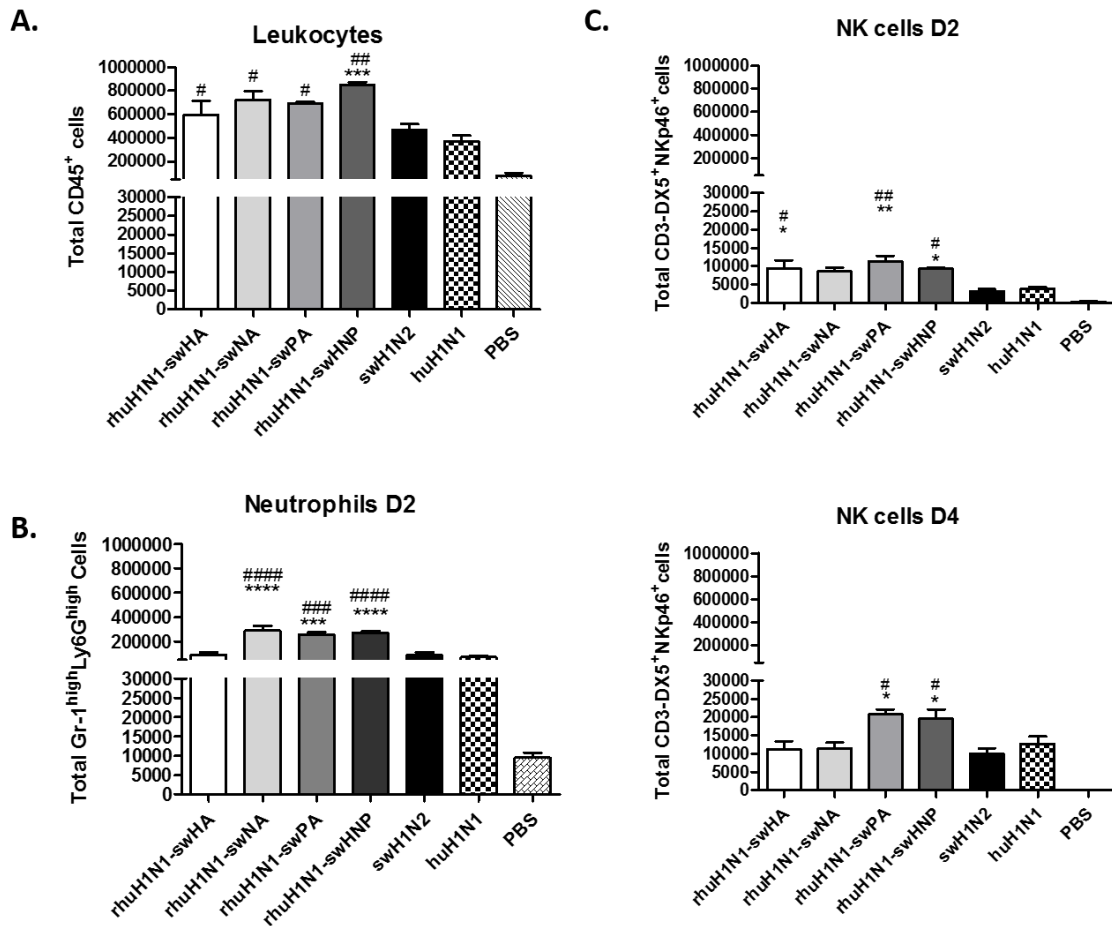 A.
Leukocytes
Total CD45+ cells
1000000
800000
600000
400000
200000
30000
25000
20000
15000
10000
5000
0
#
#
#
##
***
rhuH1N1-swHA
rhuH1N1-swNA
rhuH1N1-swPA
rhuH1N1-swHNP
swH1N2
huH1N1
PBS
B.
Neutrophils D2
Total Gr-1highLy6Ghigh Cells
1000000
800000
600000
400000
200000
30000
25000
20000
15000
10000
5000
0
####
****
###
***
####
****
rhuH1N1-swHA
rhuH1N1-swNA
rhuH1N1-swPA
rhuH1N1-swHNP
swH1N2
huH1N1
PBS
C.
NK cells D2
Total CD3-DX5+NKp46+cells
1000000
800000
600000
400000
200000
30000
25000
20000
15000
10000
5000
0
#
*
##
**
#
*
rhuH1N1-swHA
rhuH1N1-swNA
rhuH1N1-swPA
rhuH1N1-swHNP
swH1N2
huH1N1
PBS
NK cells D4
Total CD3-DX5+NKp46+cells
1000000
800000
600000
400000
200000
30000
25000
20000
15000
10000
5000
0
#
*
#
*
rhuH1N1-swHA
rhuH1N1-swNA
rhuH1N1-swPA
rhuH1N1-swHNP
swH1N2
huH1N1
PBS